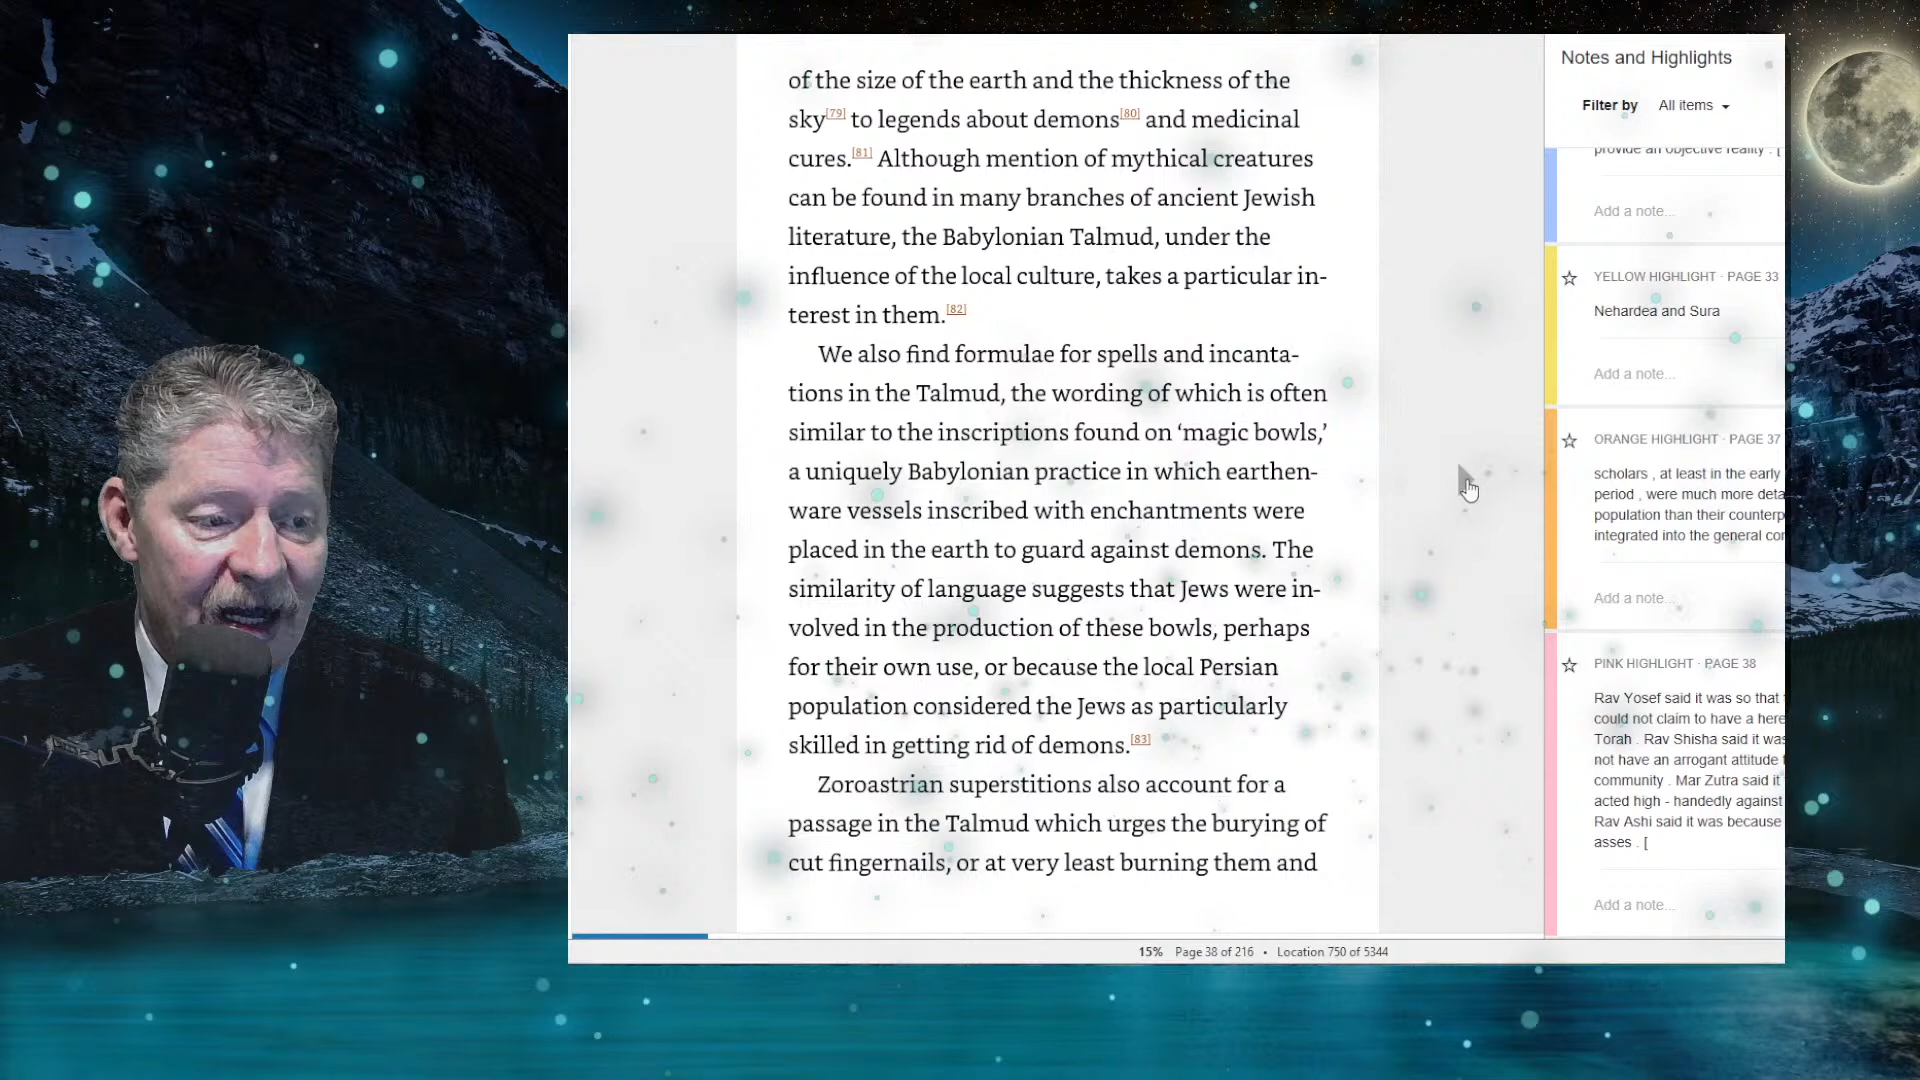 of the size of the earth and the thickness of the
sky[79] to legends about demons[80] and medicinal
cures.[81] Although mention of mythical creatures
can be found in many branches of ancient Jewish
literature, the Babylonian Talmud, under the
influence of the local culture, takes a particular in-
terest in them.[82]
We also find formulae for spells and incanta-
tions in the Talmud, the wording of which is often
similar to the inscriptions found on ‘magic bowls,’
a uniquely Babylonian practice in which earthen-
ware vessels inscribed with enchantments were
placed in the earth to guard against demons. The
similarity of language suggests that Jews were in-
volved in the production of these bowls, perhaps
for their own use, or because the local Persian
population considered the Jews as particularly
skilled in getting rid of demons.[83]
Zoroastrian superstitions also account for a
passage in the Talmud which urges the burying of
cut fingernails, or at very least burning them and
15% Page 38 of 216 • Location 750 of 5344
Notes and Highlights
Filter by All items
provide an objective reality . [
Add a note...
YELLOW HIGHLIGHT · PAGE 33
Nehardea and Sura
Add a note...
ORANGE HIGHLIGHT · PAGE 37
scholars , at least in the early
period , were much more deta
population than their counterp
integrated into the general cor
Add a note...
PINK HIGHLIGHT · PAGE 38
Rav Yosef said it was so that
could not claim to have a here
Torah . Rav Shisha said it was
not have an arrogant attitude
community . Mar Zutra said it
acted high - handedly against
Rav Ashi said it was because
asses . [
Add a note...